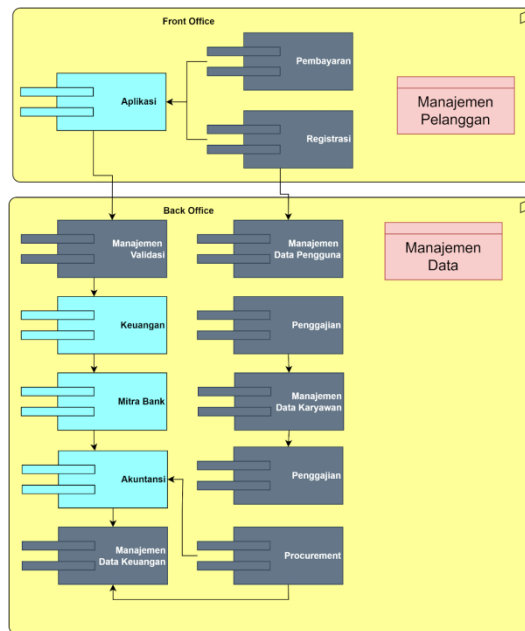 Front Office
Pembayaran
Aplikasi
Manajemen
Pelanggan
Registrasi
Back Office
Manajemen
Validasi
Manajemen
Data Pengguna
Manajemen
Data
Keuangan
Penggajian
Mitra Bank
Manajemen
Data Karyawan
Akuntansi
Penggajian
Manajemen
Data Keuangan
Procurement